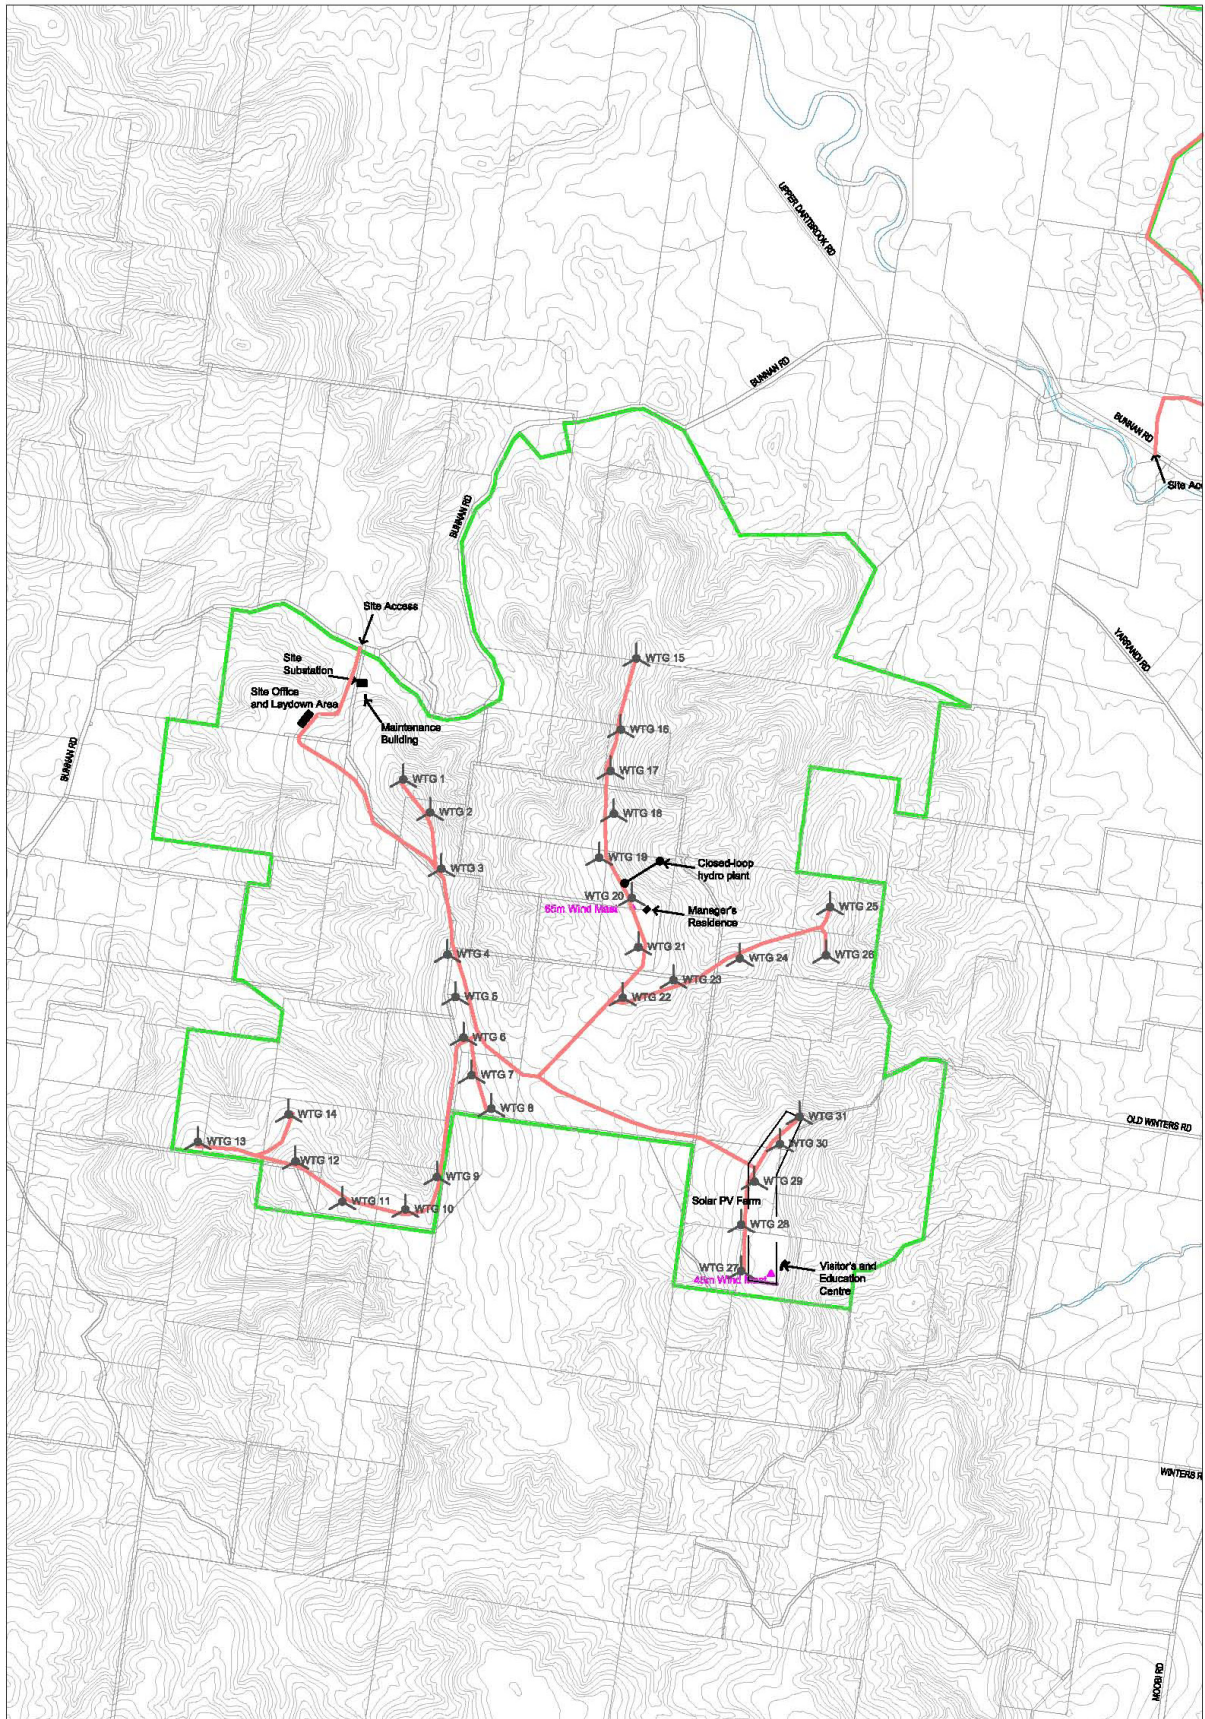 UPPER DARTBROOK RD
BUNNAN RD
BUNNAN RD
Site Ac
BUNNAN RD
Site Access
YARRANDI RD
Site
Substation
WTG 15
Site Office
and Laydown Area
Maintenance
Building
WTG 16
BUNNAN RD
WTG 1
WTG 17
WTG 2
WTG 18
WTG 3
WTG 19
Closed-loop
hydro plant
WTG 20
Manager's
Residence
WTG 25
Wind Mast
WTG 21
WTG 4
WTG 24
WTG 26
WTG 23
WTG 5
WTG 22
WTG 6
WTG 7
WTG 8
WTG 14
WTG 31
OLD WINTERS RD
WTG 13
WTG 30
WTG 12
WTG 9
WTG 29
WTG 11
WTG 10
Solar PV Farm
WTG 28
WTG 27
Wind Mast
Visitor's and
Education
Centre
WINTERS R
MOOBI RD